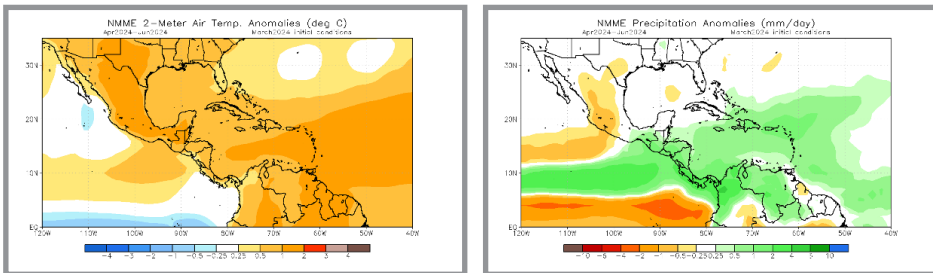 NMME 2-Meter Air Temp. Anomalies (deg C)
Apr2024-Jun2024 March2024 initial conditions
30N
20N
10N
EQ
120W 110W 100W 90W 80W 70W 60W 50W 40W
-4 -3 -2 -1 -0.5 -0.25 0.25 0.5 1 2 3 4
NMME Precipitation Anomalies (mm/day)
Apr2024-Jun2024 March2024 initial conditions
30N
20N
10N
EQ
120W 110W 100W 90W 80W 70W 60W 50W 40W
-10 -6 -4 -2 -1 -0.5 -0.25 0.25 0.5 1 2 4 6 10